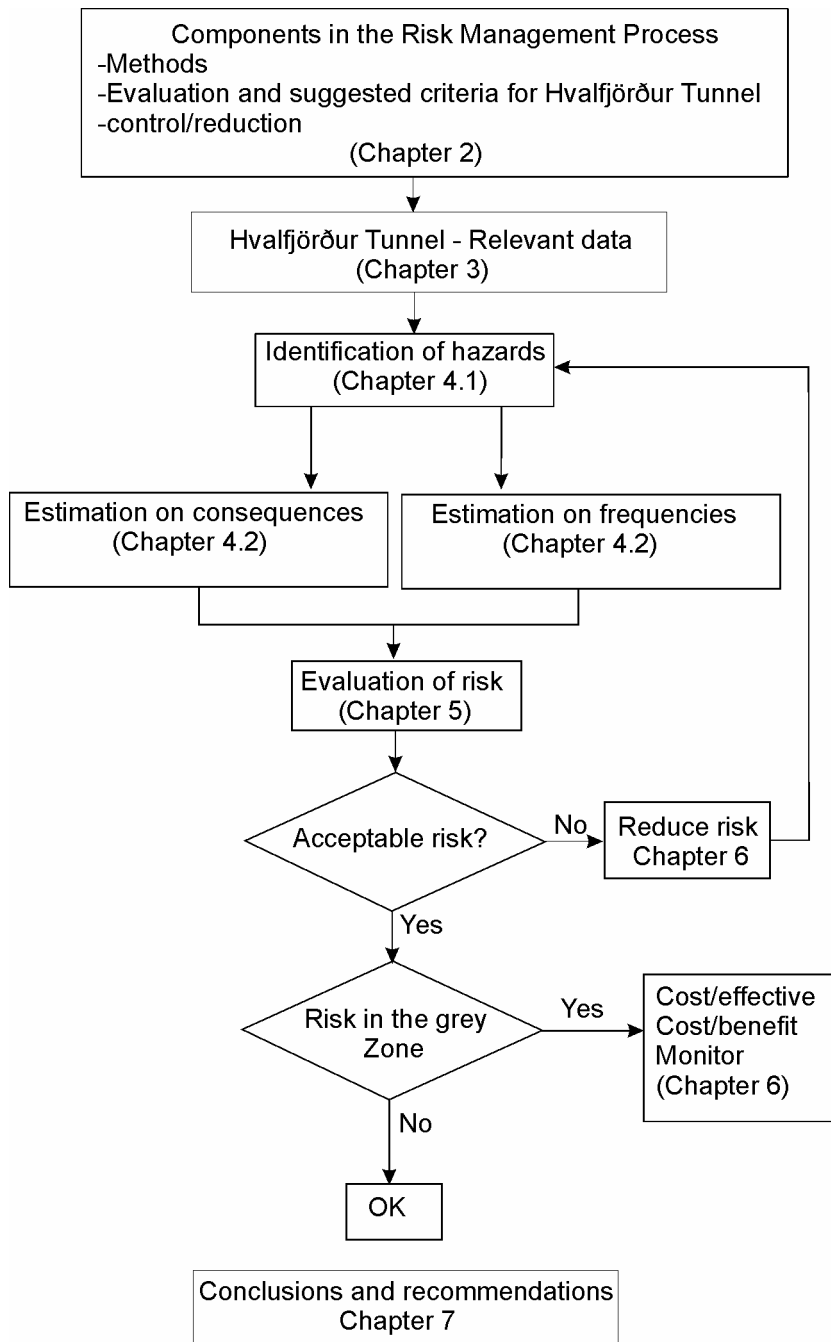 Components in the Risk Management Process
-Methods
-Evaluation and suggested criteria for Hvalfjörður Tunnel
-control/reduction
(Chapter 2)
Hvalfjörður Tunnel - Relevant data
(Chapter 3)
Identification of hazards
(Chapter 4.1)
Estimation on consequences
(Chapter 4.2)
Estimation on frequencies
(Chapter 4.2)
Evaluation of risk
(Chapter 5)
Acceptable risk?
No
Reduce risk
Chapter 6
Yes
Risk in the grey
Zone
Yes
Cost/effective
Cost/benefit
Monitor
(Chapter 6)
No
OK
Conclusions and recommendations
Chapter 7